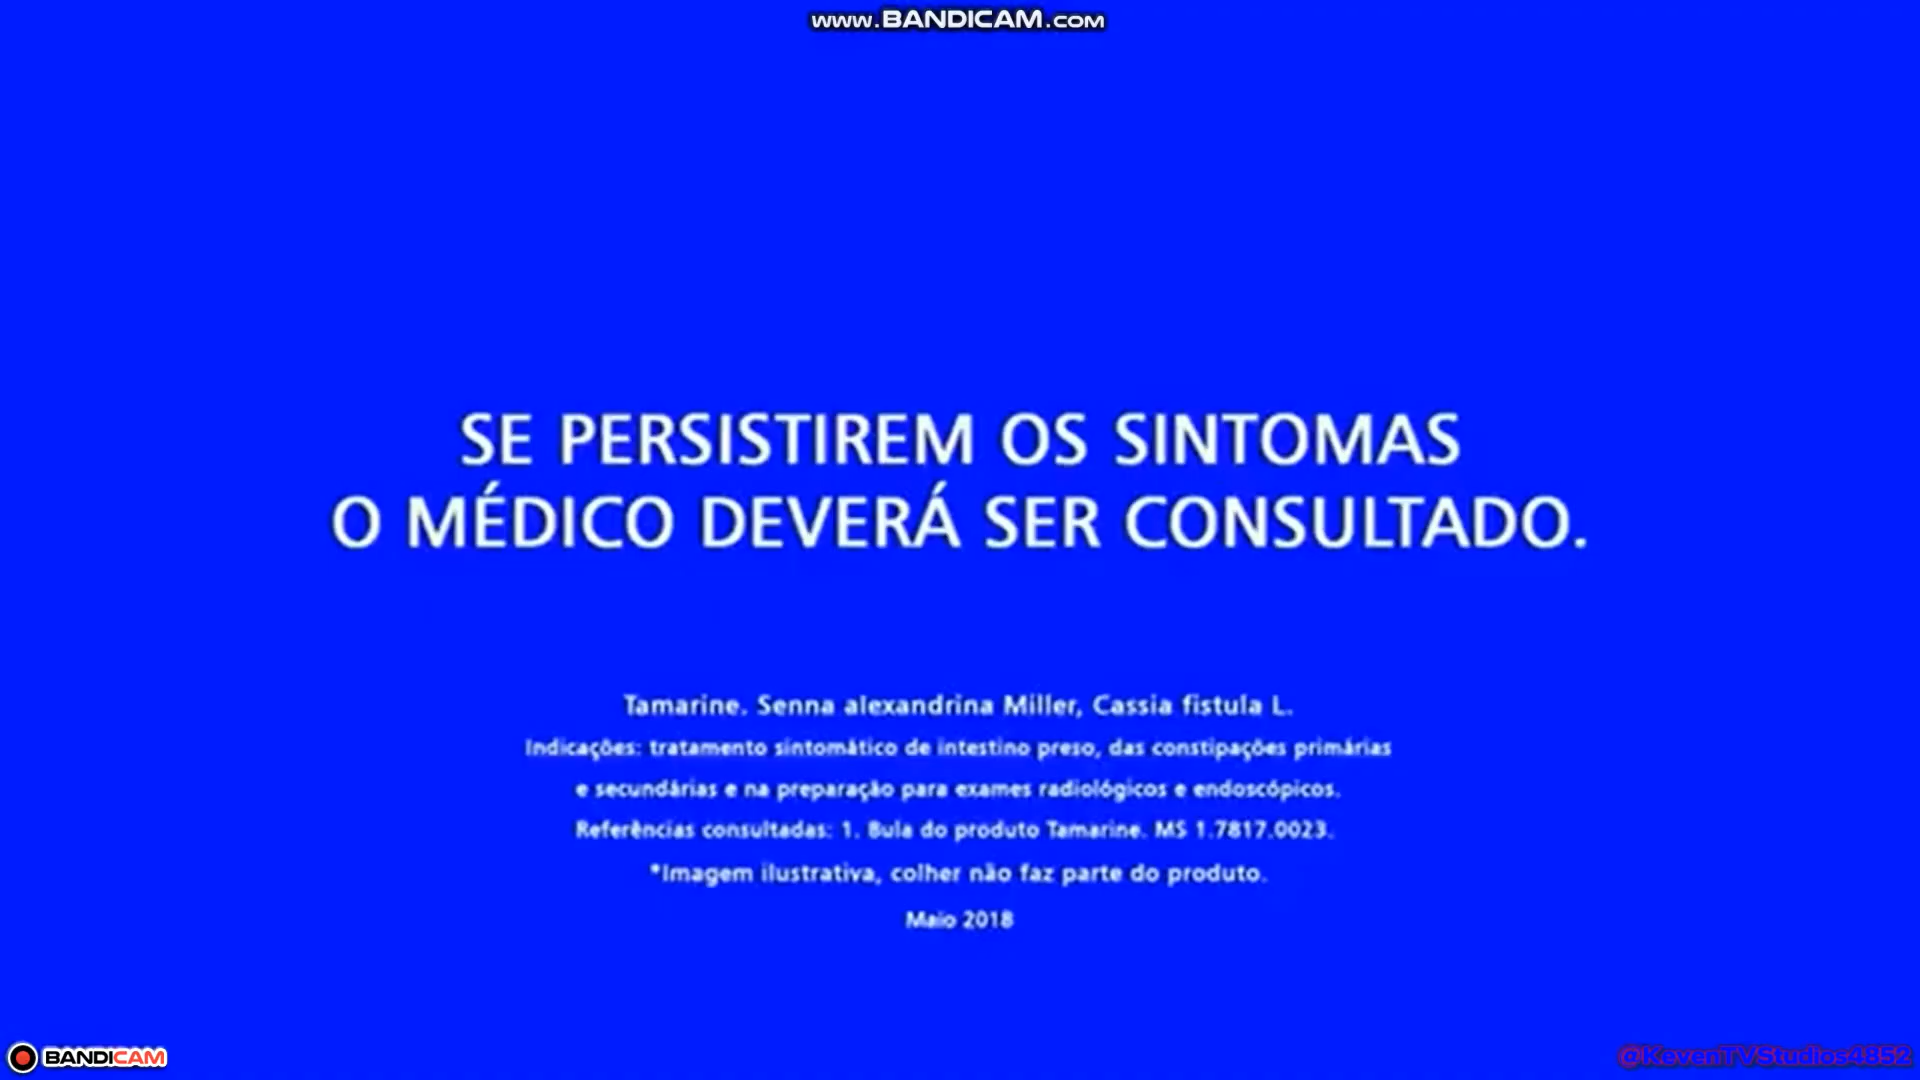 www.BANDICAM.com
SE PERSISTIREM OS SINTOMAS
O MÉDICO DEVERÁ SER CONSULTADO.
Tamarine. Senna alexandrina Miller, Cassia fistula L.
Indicações: tratamento sintomático de intestino preso, das constipações primárias
e secundárias e na preparação para exames radiológicos e endoscópicos.
Referências consultadas: 1. Bula do produto Tamarine. MS 1.7817.0023.
*Imagem ilustrativa, colher não faz parte do produto.
Maio 2018
BANDICAM
@KevenTVStudios4852